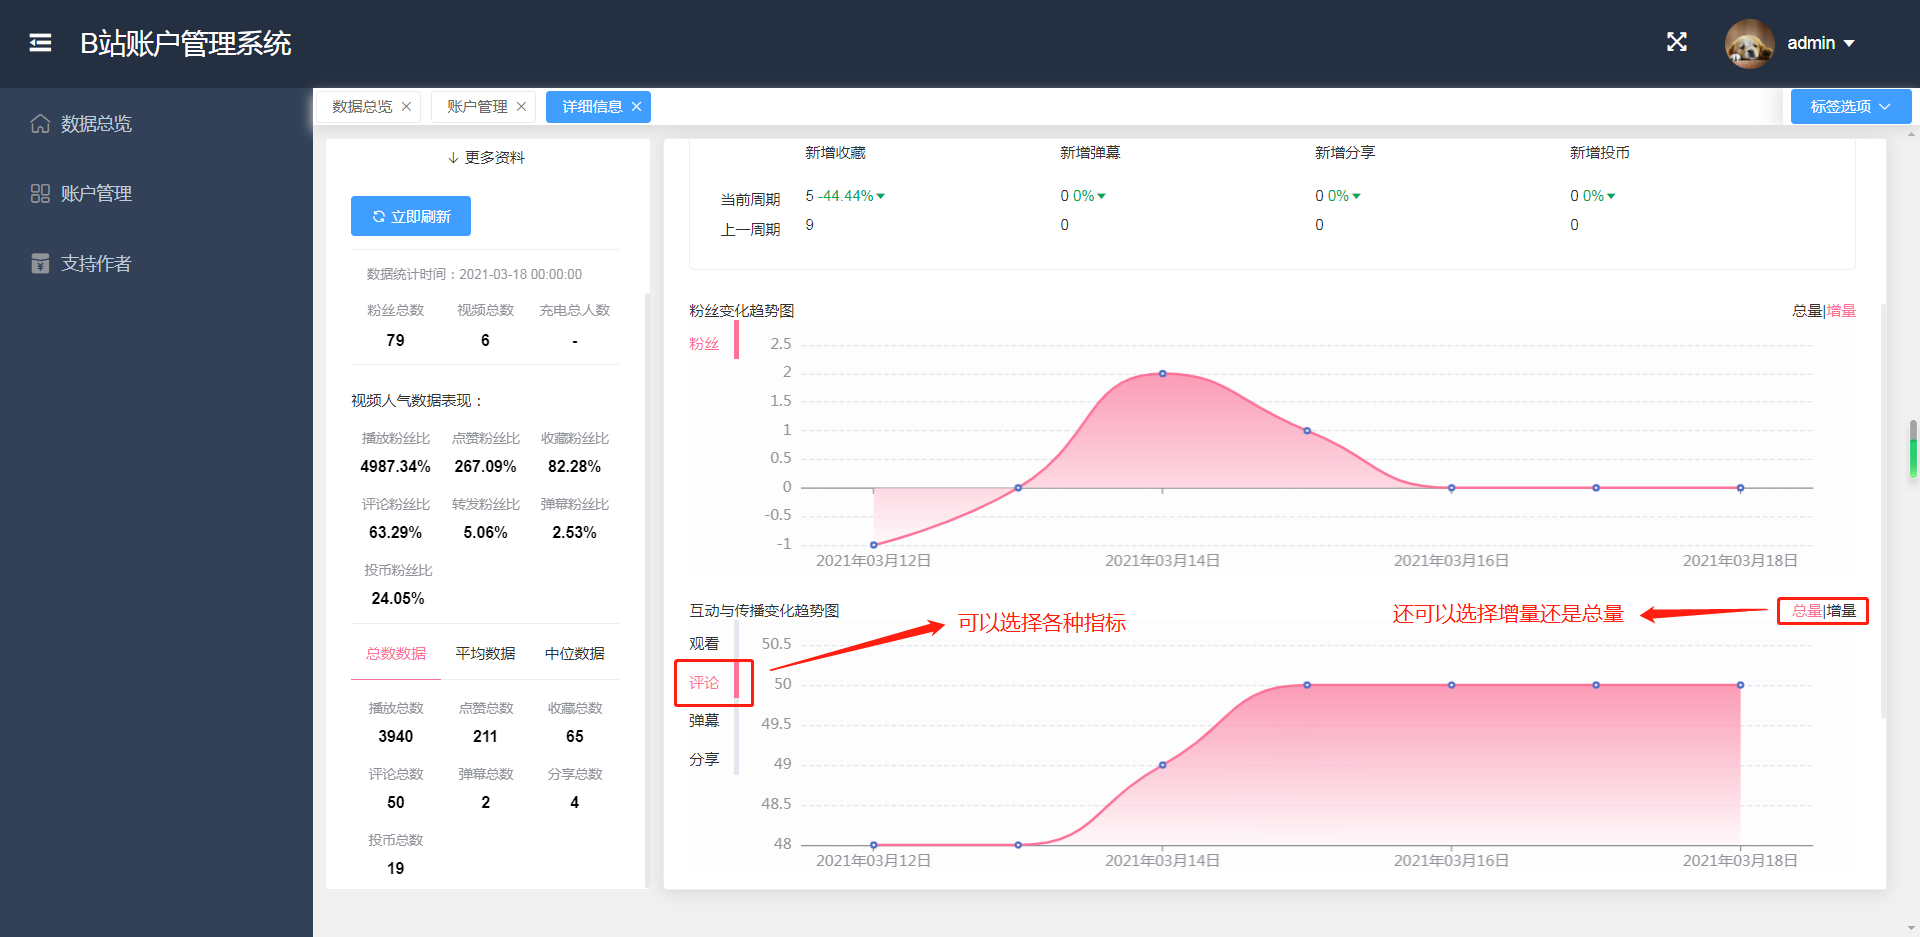 B站账户管理系统
admin
数据总览
账户管理
支持作者
数据总览
账户管理
详细信息
标签选项
更多资料
立即刷新
数据统计时间：2021-03-18 00:00:00
粉丝总数 视频总数 充电总人数
79 6 -
视频人气数据表现：
播放粉丝比 点赞粉丝比 收藏粉丝比
4987.34% 267.09% 82.28%
评论粉丝比 转发粉丝比 弹幕粉丝比
63.29% 5.06% 2.53%
投币粉丝比
24.05%
总数数据 平均数据 中位数据
播放总数 点赞总数 收藏总数
3940 211 65
评论总数 弹幕总数 分享总数
50 2 4
投币总数
19
新增收藏 新增弹幕 新增分享 新增投币
当前周期 5 -44.44% 0 0% 0 0% 0 0%
上一周期 9 0 0 0
粉丝变化趋势图
总量|增量
粉丝
2.5
2
1.5
1
0.5
0
-0.5
-1
2021年03月12日 2021年03月14日 2021年03月16日 2021年03月18日
互动与传播变化趋势图
可以选择各种指标
还可以选择增量还是总量
总量|增量
观看
评论
弹幕
分享
50.5
50
49.5
49
48.5
48
2021年03月12日 2021年03月14日 2021年03月16日 2021年03月18日